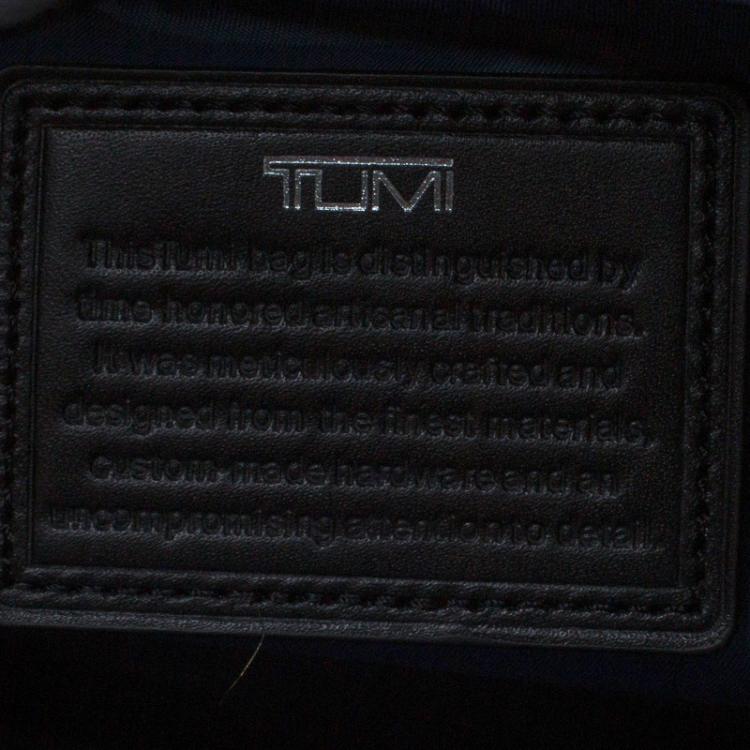 TUMI
This Tumi bag is distinguished by
time-honored artisanal traditions.
It was meticulously crafted and
designed from the finest materials,
custom-made hardware and an
uncompromising attention to detail.